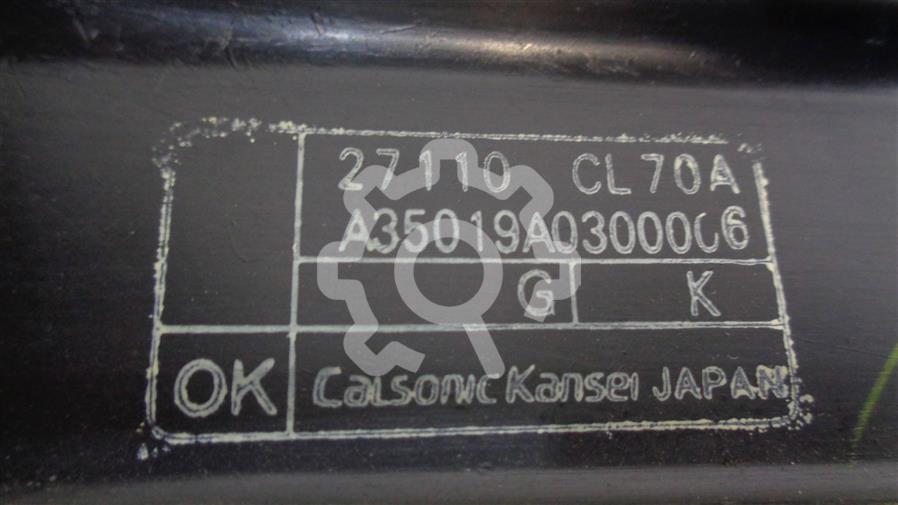 27110 CL70A
A35019A0300006
G K
OK Calsonic Kansei JAPAN